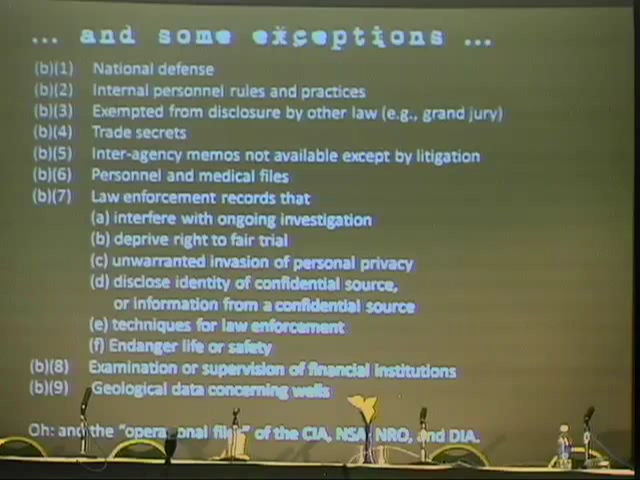 ... and some exceptions ...
(b)(1) National defense
(b)(2) Internal personnel rules and practices
(b)(3) Exempted from disclosure by other law (e.g., grand jury)
(b)(4) Trade secrets
(b)(5) Inter-agency memos not available except by litigation
(b)(6) Personnel and medical files
(b)(7) Law enforcement records that
(a) interfere with ongoing investigation
(b) deprive right to fair trial
(c) unwarranted invasion of personal privacy
(d) disclose identity of confidential source,
or information from a confidential source
(e) techniques for law enforcement
(f) Endanger life or safety
(b)(8) Examination or supervision of financial institutions
(b)(9) Geological data concerning wells
Oh: and the "operational files" of the CIA, NSA, NRO, and DIA.